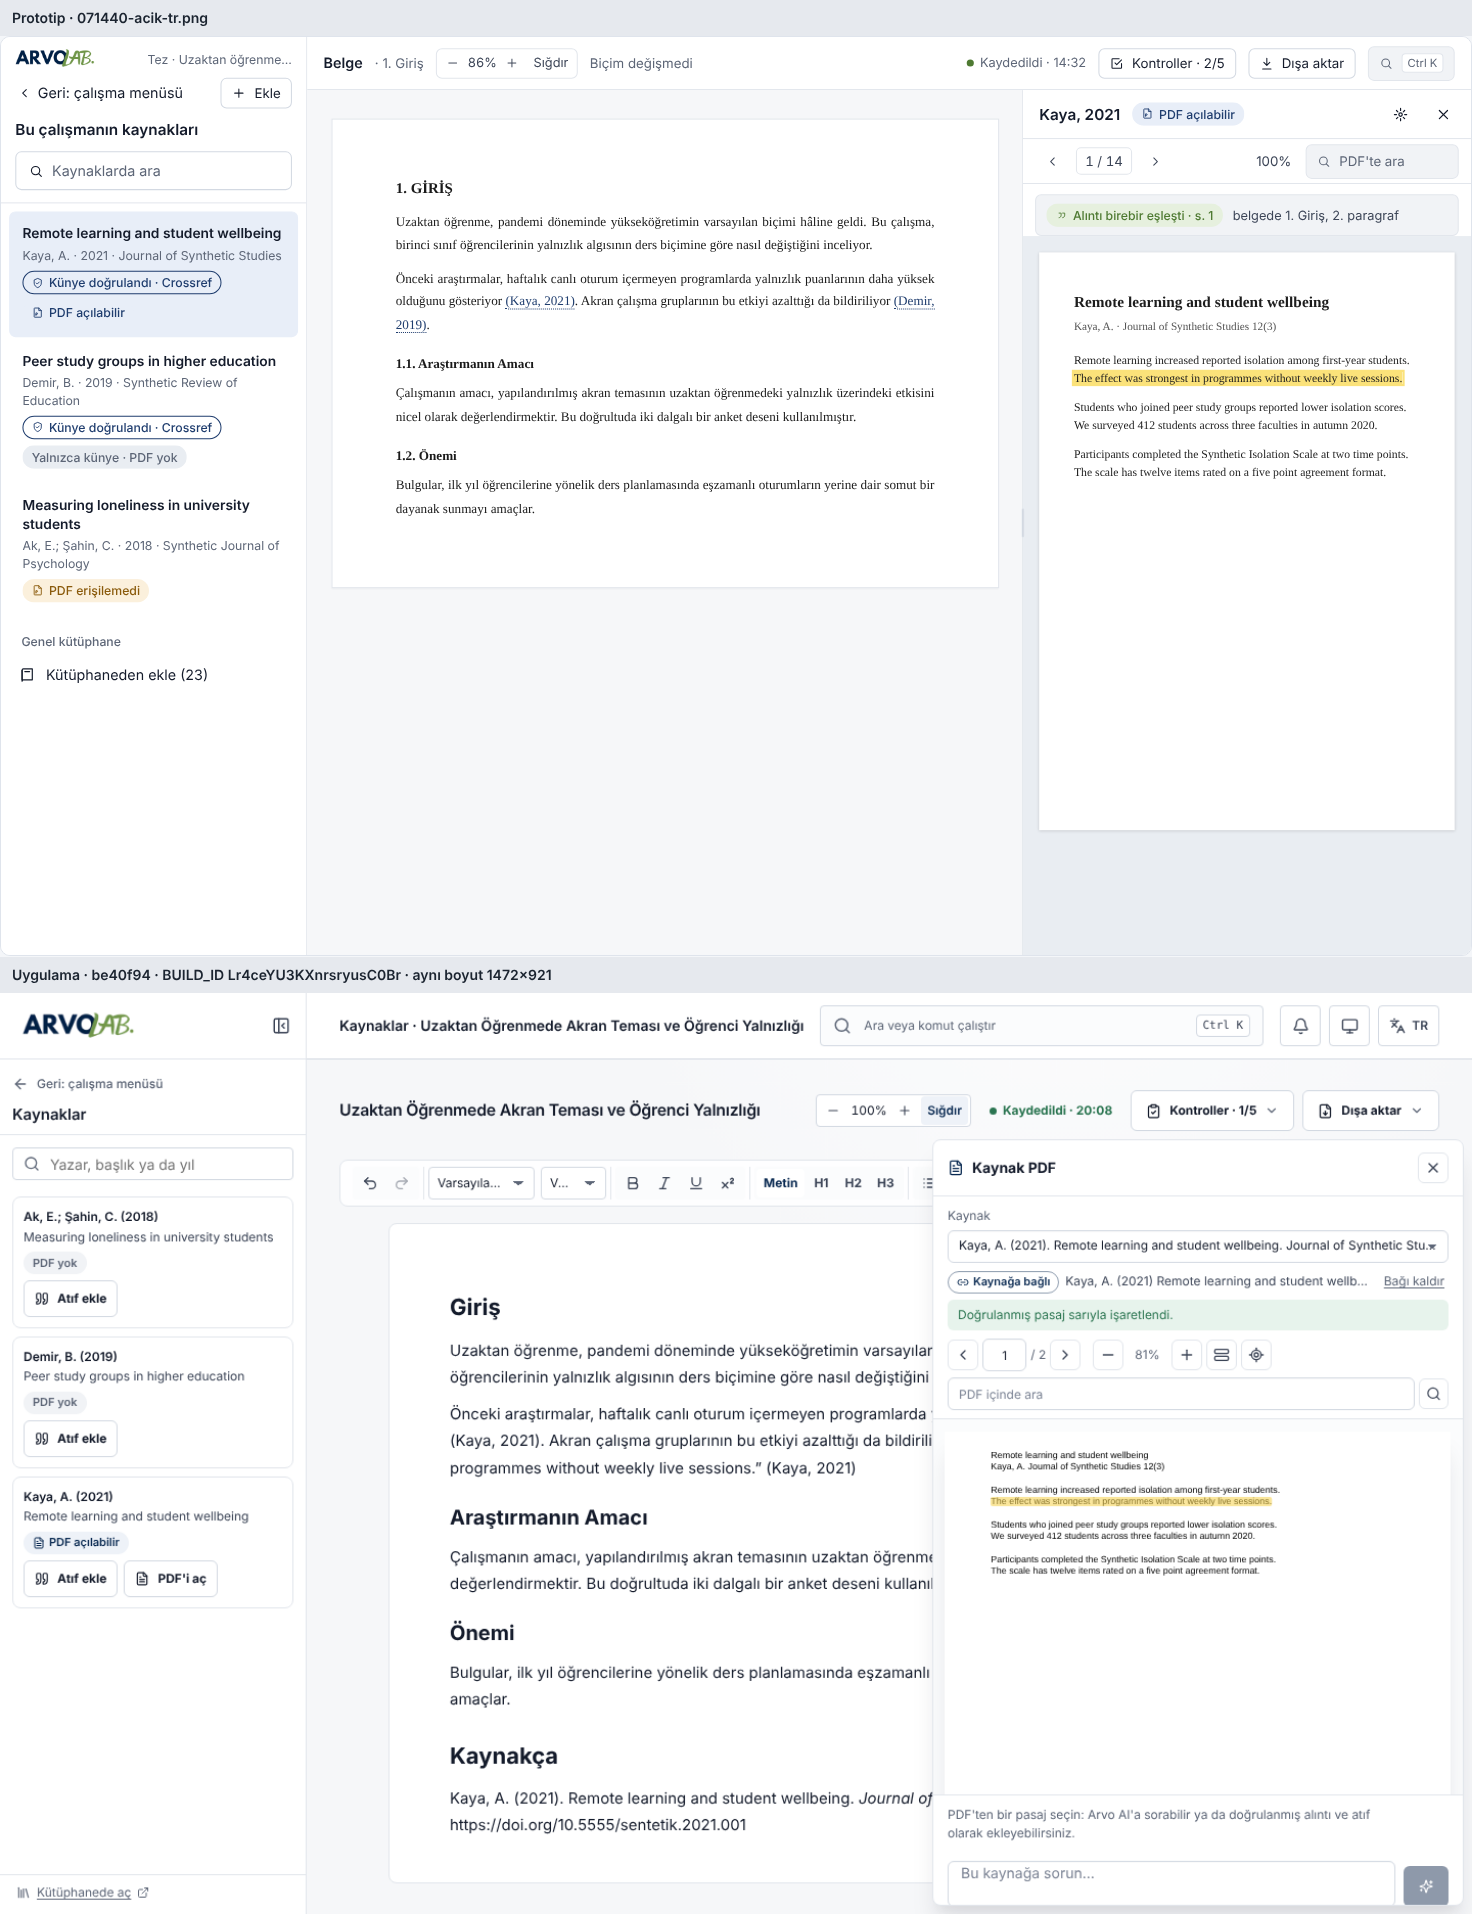 Prototip · 071440-acik-tr.png
ARVOLAB.
Tez · Uzaktan öğrenme...
Geri: çalışma menüsü
Ekle
Bu çalışmanın kaynakları
Kaynaklarda ara
Remote learning and student wellbeing
Kaya, A. · 2021 · Journal of Synthetic Studies
Künye doğrulandı · Crossref
PDF açılabilir
Peer study groups in higher education
Demir, B. · 2019 · Synthetic Review of
Education
Künye doğrulandı · Crossref
Yalnızca künye · PDF yok
Measuring loneliness in university
students
Ak, E.; Şahin, C. · 2018 · Synthetic Journal of
Psychology
PDF erişilemedi
Genel kütüphane
Kütüphaneden ekle (23)
Belge · 1. Giriş
− 86% + Sığdır
Biçim değişmedi
Kaydedildi · 14:32
Kontroller · 2/5
Dışa aktar
Ctrl K
1. GİRİŞ
Uzaktan öğrenme, pandemi döneminde yükseköğretimin varsayılan biçimi hâline geldi. Bu çalışma,
birinci sınıf öğrencilerinin yalnızlık algısının ders biçimine göre nasıl değiştiğini inceliyor.
Önceki araştırmalar, haftalık canlı oturum içermeyen programlarda yalnızlık puanlarının daha yüksek
olduğunu gösteriyor (Kaya, 2021). Akran çalışma gruplarının bu etkiyi azalttığı da bildiriliyor (Demir,
2019).
1.1. Araştırmanın Amacı
Çalışmanın amacı, yapılandırılmış akran temasının uzaktan öğrenmedeki yalnızlık üzerindeki etkisini
nicel olarak değerlendirmektir. Bu doğrultuda iki dalgalı bir anket deseni kullanılmıştır.
1.2. Önemi
Bulgular, ilk yıl öğrencilerine yönelik ders planlamasında eşzamanlı oturumların yerine dair somut bir
dayanak sunmayı amaçlar.
Kaya, 2021
PDF açılabilir
1 / 14
100%
PDF'te ara
Alıntı birebir eşleşti · s. 1
belgede 1. Giriş, 2. paragraf
Remote learning and student wellbeing
Kaya, A. · Journal of Synthetic Studies 12(3)
Remote learning increased reported isolation among first-year students.
The effect was strongest in programmes without weekly live sessions.
Students who joined peer study groups reported lower isolation scores.
We surveyed 412 students across three faculties in autumn 2020.
Participants completed the Synthetic Isolation Scale at two time points.
The scale has twelve items rated on a five point agreement format.
Uygulama · be40f94 · BUILD_ID Lr4ceYU3KXnrsryusC0Br · aynı boyut 1472×921
ARVOLAB.
Geri: çalışma menüsü
Kaynaklar
Yazar, başlık ya da yıl
Ak, E.; Şahin, C. (2018)
Measuring loneliness in university students
PDF yok
Atıf ekle
Demir, B. (2019)
Peer study groups in higher education
PDF yok
Atıf ekle
Kaya, A. (2021)
Remote learning and student wellbeing
PDF açılabilir
Atıf ekle
PDF'i aç
Kütüphanede aç
Kaynaklar · Uzaktan Öğrenmede Akran Teması ve Öğrenci Yalnızlığı
Ara veya komut çalıştır
Ctrl K
TR
Uzaktan Öğrenmede Akran Teması ve Öğrenci Yalnızlığı
− 100% + Sığdır
Kaydedildi · 20:08
Kontroller · 1/5
Dışa aktar
Varsayıla...
V...
B I U x²
Metin H1 H2 H3
Giriş
Uzaktan öğrenme, pandemi döneminde yükseköğretimin varsayılar
öğrencilerinin yalnızlık algısının ders biçimine göre nasıl değiştiğini
Önceki araştırmalar, haftalık canlı oturum içermeyen programlarda
(Kaya, 2021). Akran çalışma gruplarının bu etkiyi azalttığı da bildirili
programmes without weekly live sessions.” (Kaya, 2021)
Araştırmanın Amacı
Çalışmanın amacı, yapılandırılmış akran temasının uzaktan öğrenme
değerlendirmektir. Bu doğrultuda iki dalgalı bir anket deseni kullanıl
Önemi
Bulgular, ilk yıl öğrencilerine yönelik ders planlamasında eşzamanlı
amaçlar.
Kaynakça
Kaya, A. (2021). Remote learning and student wellbeing. Journal of
https://doi.org/10.5555/sentetik.2021.001
Kaynak PDF
Kaynak
Kaya, A. (2021). Remote learning and student wellbeing. Journal of Synthetic Stu...
Kaynağa bağlı
Kaya, A. (2021) Remote learning and student wellb...
Bağı kaldır
Doğrulanmış pasaj sarıyla işaretlendi.
1 / 2
− 81% +
PDF içinde ara
Remote learning and student wellbeing
Kaya, A. Journal of Synthetic Studies 12(3)
Remote learning increased reported isolation among first-year students.
The effect was strongest in programmes without weekly live sessions.
Students who joined peer study groups reported lower isolation scores.
We surveyed 412 students across three faculties in autumn 2020.
Participants completed the Synthetic Isolation Scale at two time points.
The scale has twelve items rated on a five point agreement format.
PDF'ten bir pasaj seçin: Arvo AI'a sorabilir ya da doğrulanmış alıntı ve atıf
olarak ekleyebilirsiniz.
Bu kaynağa sorun...